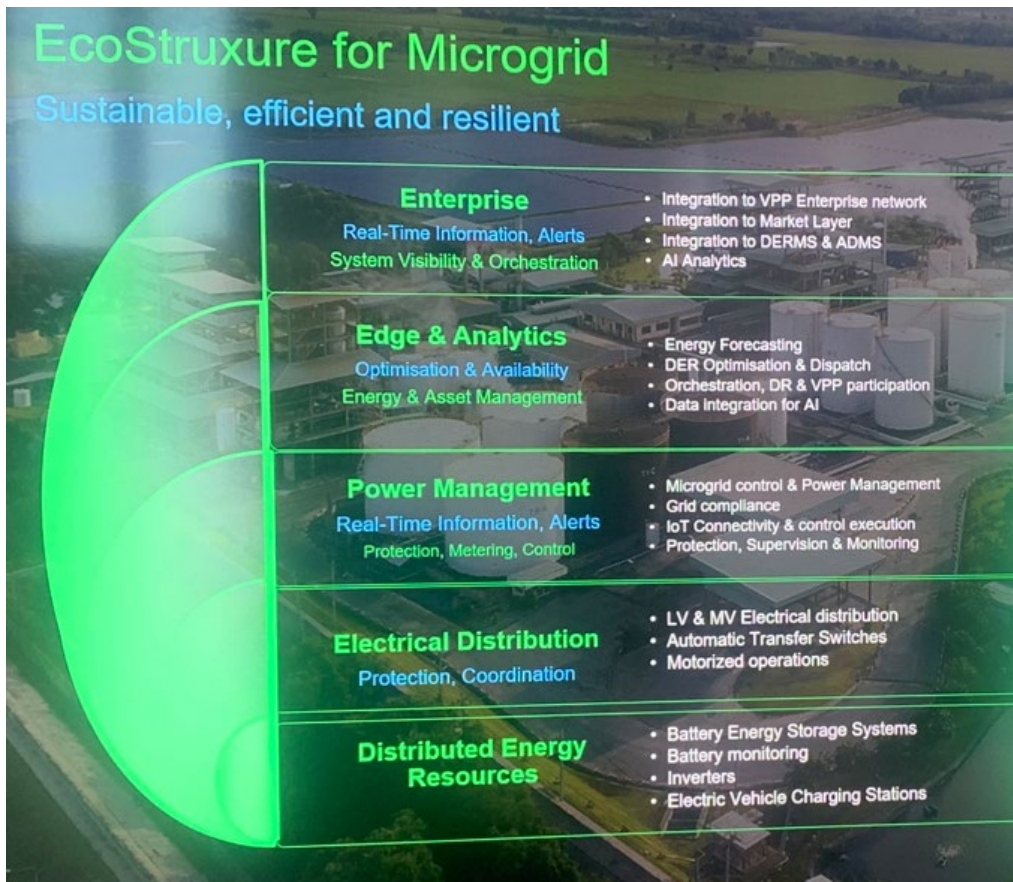 EcoStruxure for Microgrid
Sustainable, efficient and resilient
Enterprise
Real-Time Information, Alerts
System Visibility & Orchestration
• Integration to VPP Enterprise network
• Integration to Market Layer
• Integration to DERMS & ADMS
• AI Analytics
Edge & Analytics
Optimisation & Availability
Energy & Asset Management
• Energy Forecasting
• DER Optimisation & Dispatch
• Orchestration, DR & VPP participation
• Data integration for AI
Power Management
Real-Time Information, Alerts
Protection, Metering, Control
• Microgrid control & Power Management
• Grid compliance
• IoT Connectivity & control execution
• Protection, Supervision & Monitoring
Electrical Distribution
Protection, Coordination
• LV & MV Electrical distribution
• Automatic Transfer Switches
• Motorized operations
Distributed Energy
Resources
• Battery Energy Storage Systems
• Battery monitoring
• Inverters
• Electric Vehicle Charging Stations